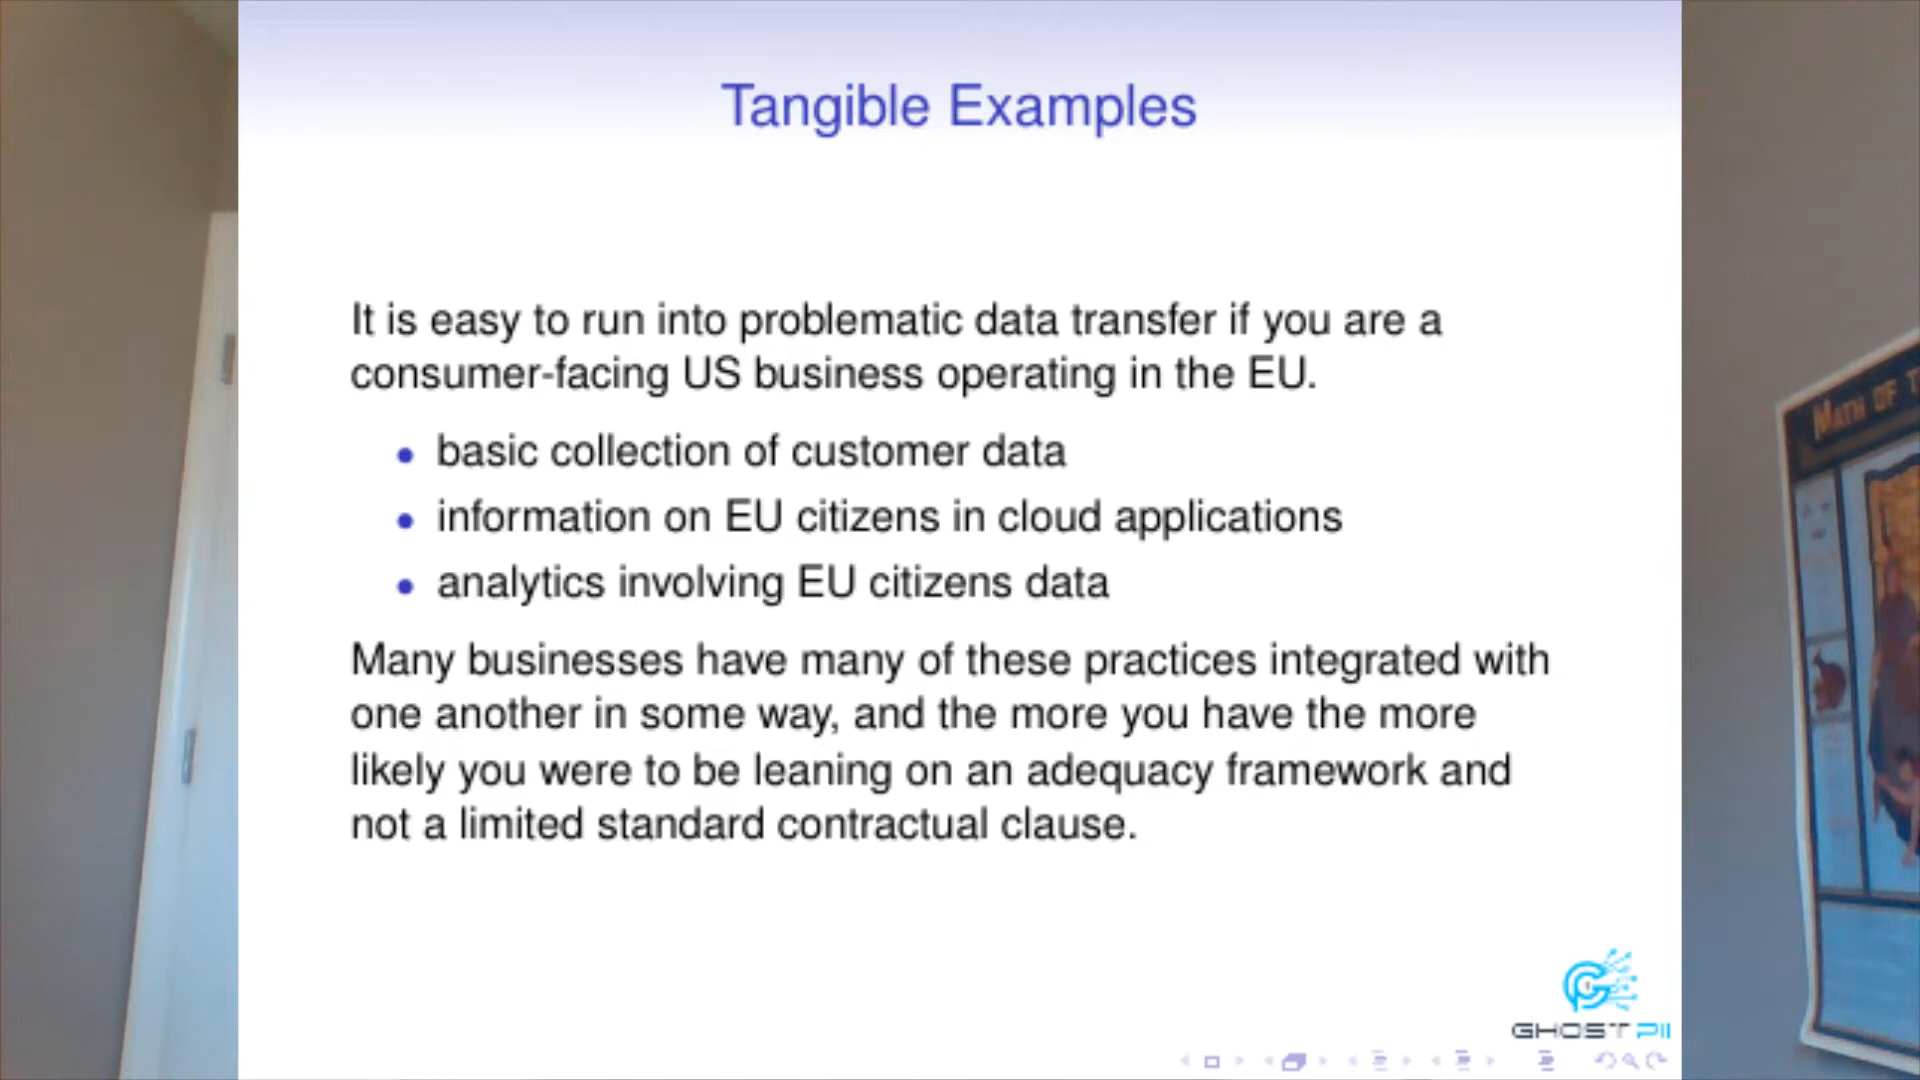 Tangible Examples
It is easy to run into problematic data transfer if you are a
consumer-facing US business operating in the EU.
basic collection of customer data
information on EU citizens in cloud applications
analytics involving EU citizens data
Many businesses have many of these practices integrated with
one another in some way, and the more you have the more
likely you were to be leaning on an adequacy framework and
not a limited standard contractual clause.
GHOST PII
MATH OF